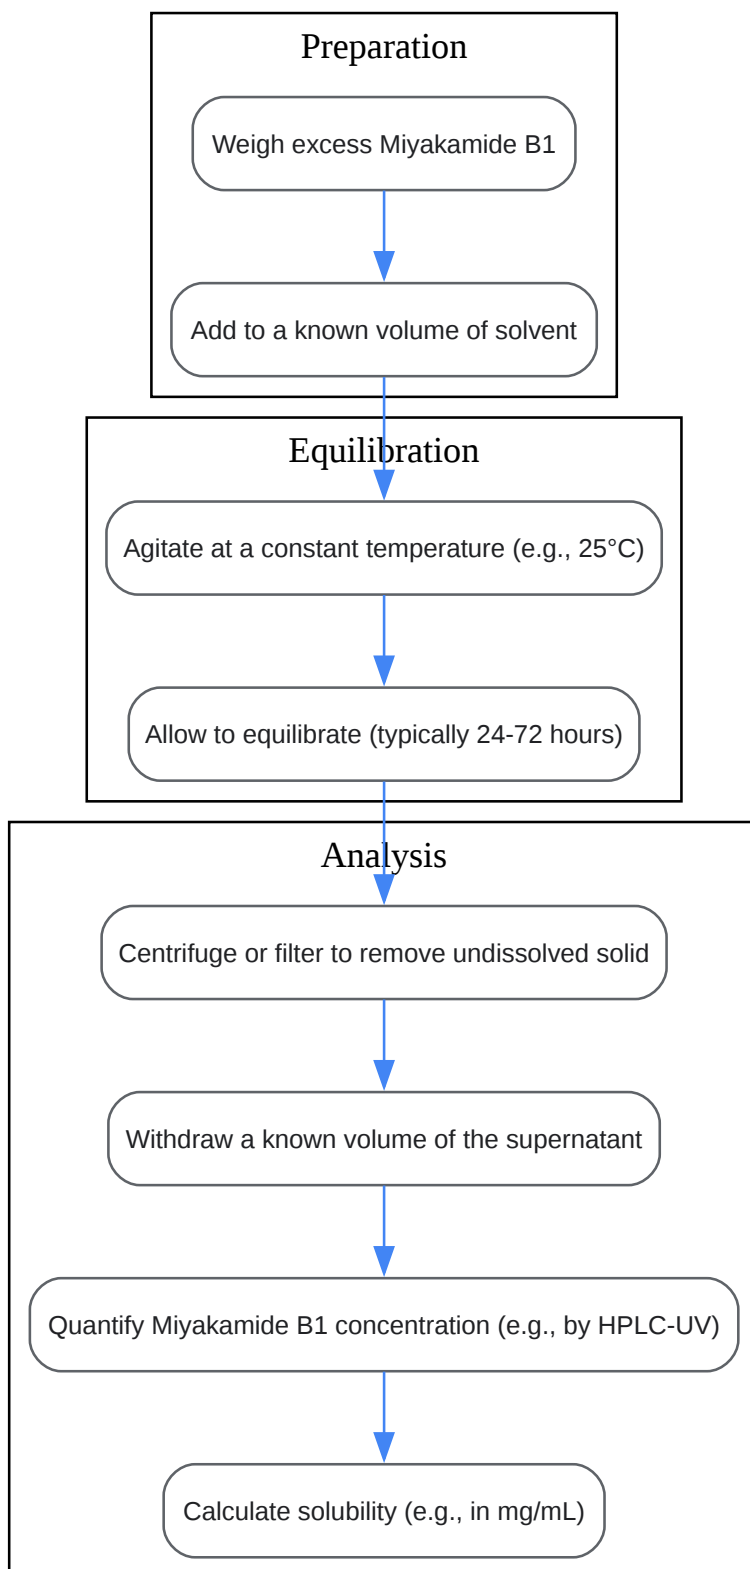 Preparation
Weigh excess Miyakamide B1
Add to a known volume of solvent
Equilibration
Agitate at a constant temperature (e.g., 25°C)
Allow to equilibrate (typically 24-72 hours)
Analysis
Centrifuge or filter to remove undissolved solid
Withdraw a known volume of the supernatant
Quantify Miyakamide B1 concentration (e.g., by HPLC-UV)
Calculate solubility (e.g., in mg/mL)